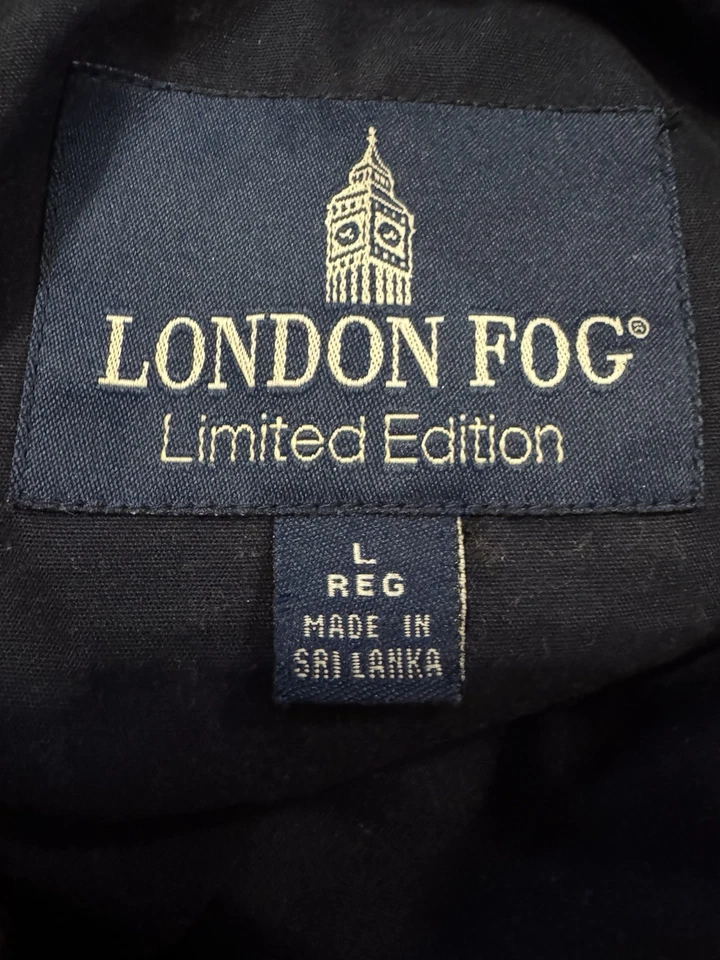 LONDON FOG®
Limited Edition
L
REG
MADE IN
SRI LANKA